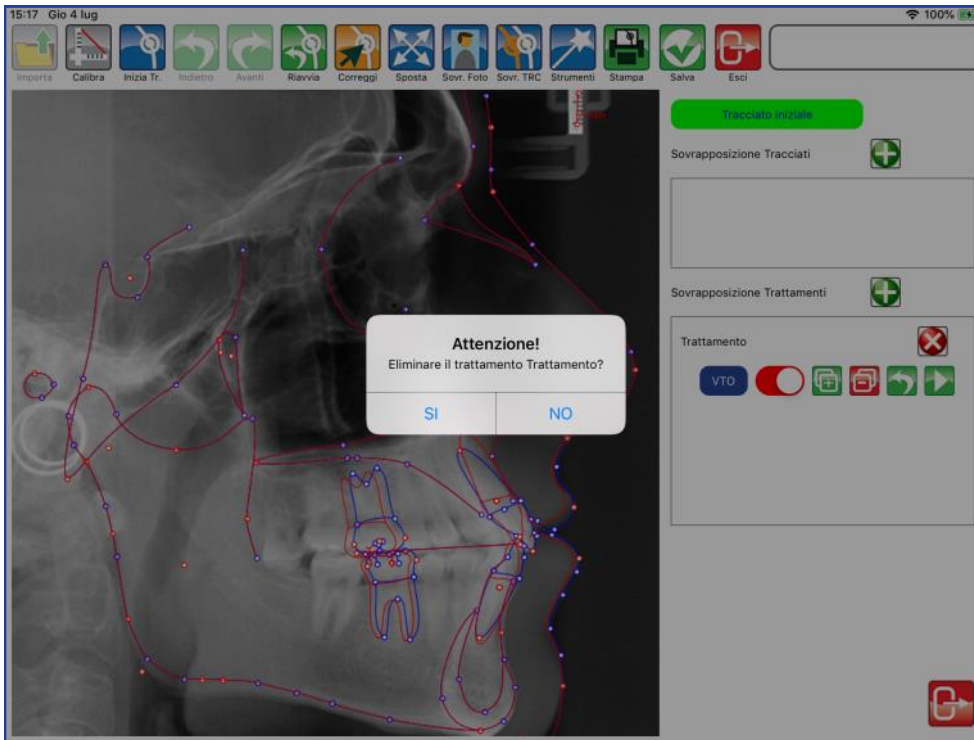 15:17 Gio 4 lug
100%
Importa Calibra Inizia Tr. Indietro Avanti Riavvia Correggi Sposta Sovr. Foto Sovr. TRC Strumenti Stampa Salva Esci
Tracciato iniziale
Sovrapposizione Tracciati
Sovrapposizione Trattamenti
Trattamento
VTO
Attenzione!
Eliminare il trattamento Trattamento?
SI
NO